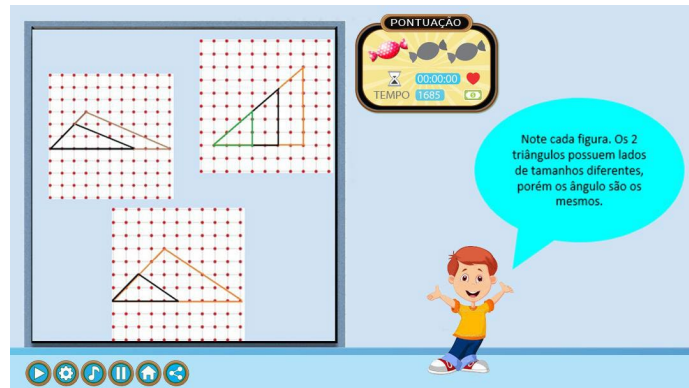 PONTUAÇÃO
00:00:00
TEMPO 1685
Note cada figura. Os 2
triângulos possuem lados
de tamanhos diferentes,
porém os ângulo são os
mesmos.